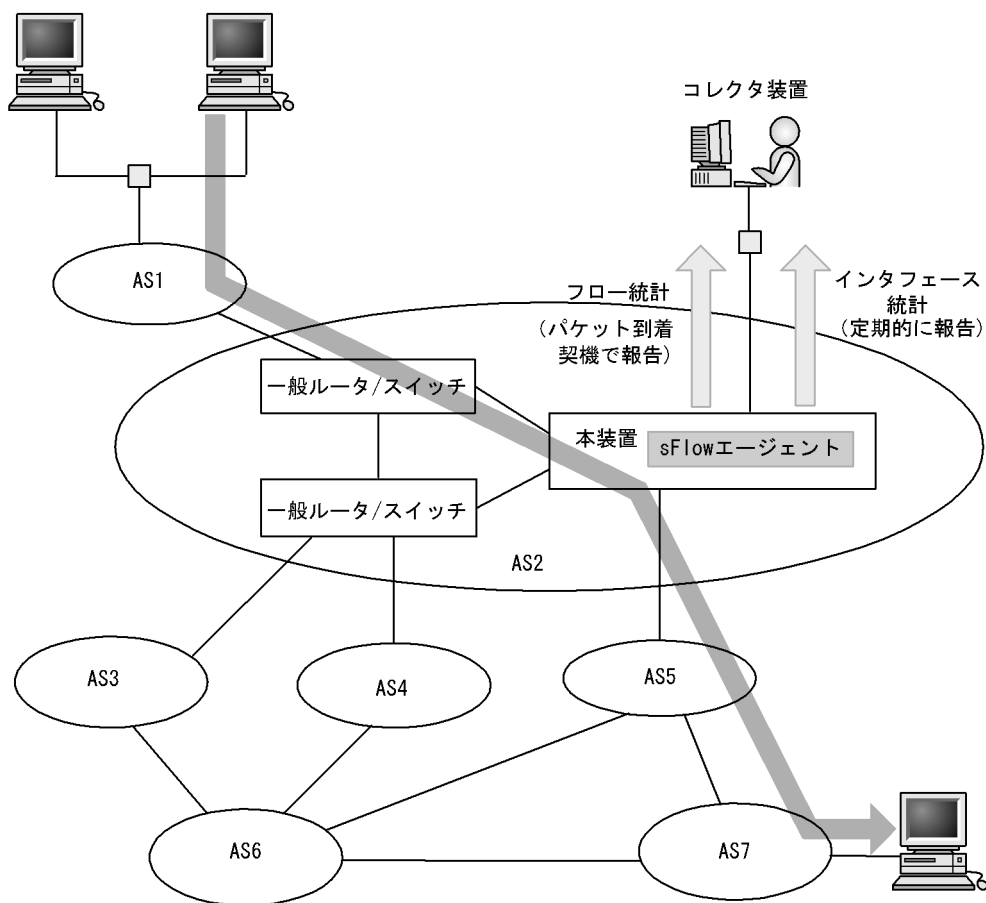 コレクタ装置
AS1
フロー統計
(パケット到着
契機で報告)
インタフェース
統計
(定期的に報告)
一般ルータ/スイッチ
本装置
sFlowエージェント
一般ルータ/スイッチ
AS2
AS3
AS4
AS5
AS6
AS7